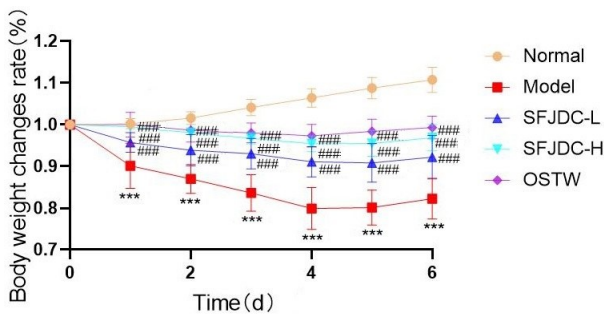 Body weight changes rate(%)
1.2
1.1
1.0
0.9
0.8
0.7
0
2
4
6
Time(d)
### ### ### ### ### ###
### ### ### ### ### ###
### ### ### ### ### ###
*** *** *** *** *** ***
Normal
Model
SFJDC-L
SFJDC-H
OSTW